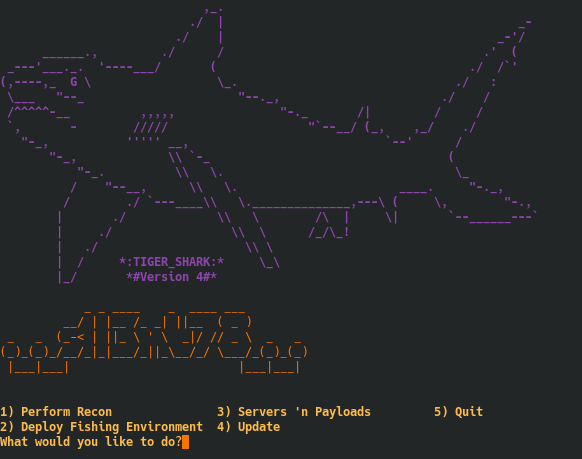 *:TIGER_SHARK:*
*#Version 4#*
1) Perform Recon 3) Servers 'n Payloads 5) Quit
2) Deploy Fishing Environment 4) Update
What would you like to do?